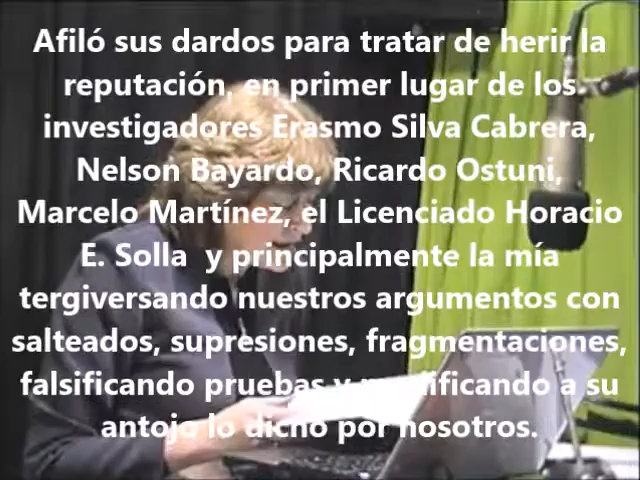 Afiló sus dardos para tratar de herir la
reputación, en primer lugar de los
investigadores Erasmo Silva Cabrera,
Nelson Bayardo, Ricardo Ostuni,
Marcelo Martínez, el Licenciado Horacio
E. Solla y principalmente la mía
tergiversando nuestros argumentos con
salteados, supresiones, fragmentaciones,
falsificando pruebas y modificando a su
antojo lo dicho por nosotros.